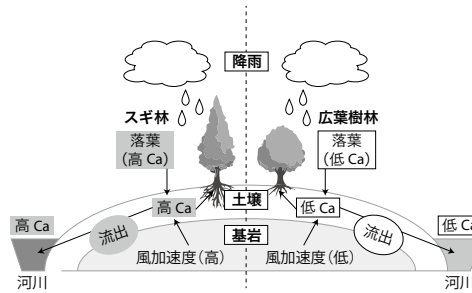 降雨
スギ林
広葉樹林
落葉
（高 Ca）
落葉
（低 Ca）
高 Ca
高 Ca
土壌
低 Ca
低 Ca
流出
流出
基岩
風加速度（高）
風加速度（低）
河川
河川